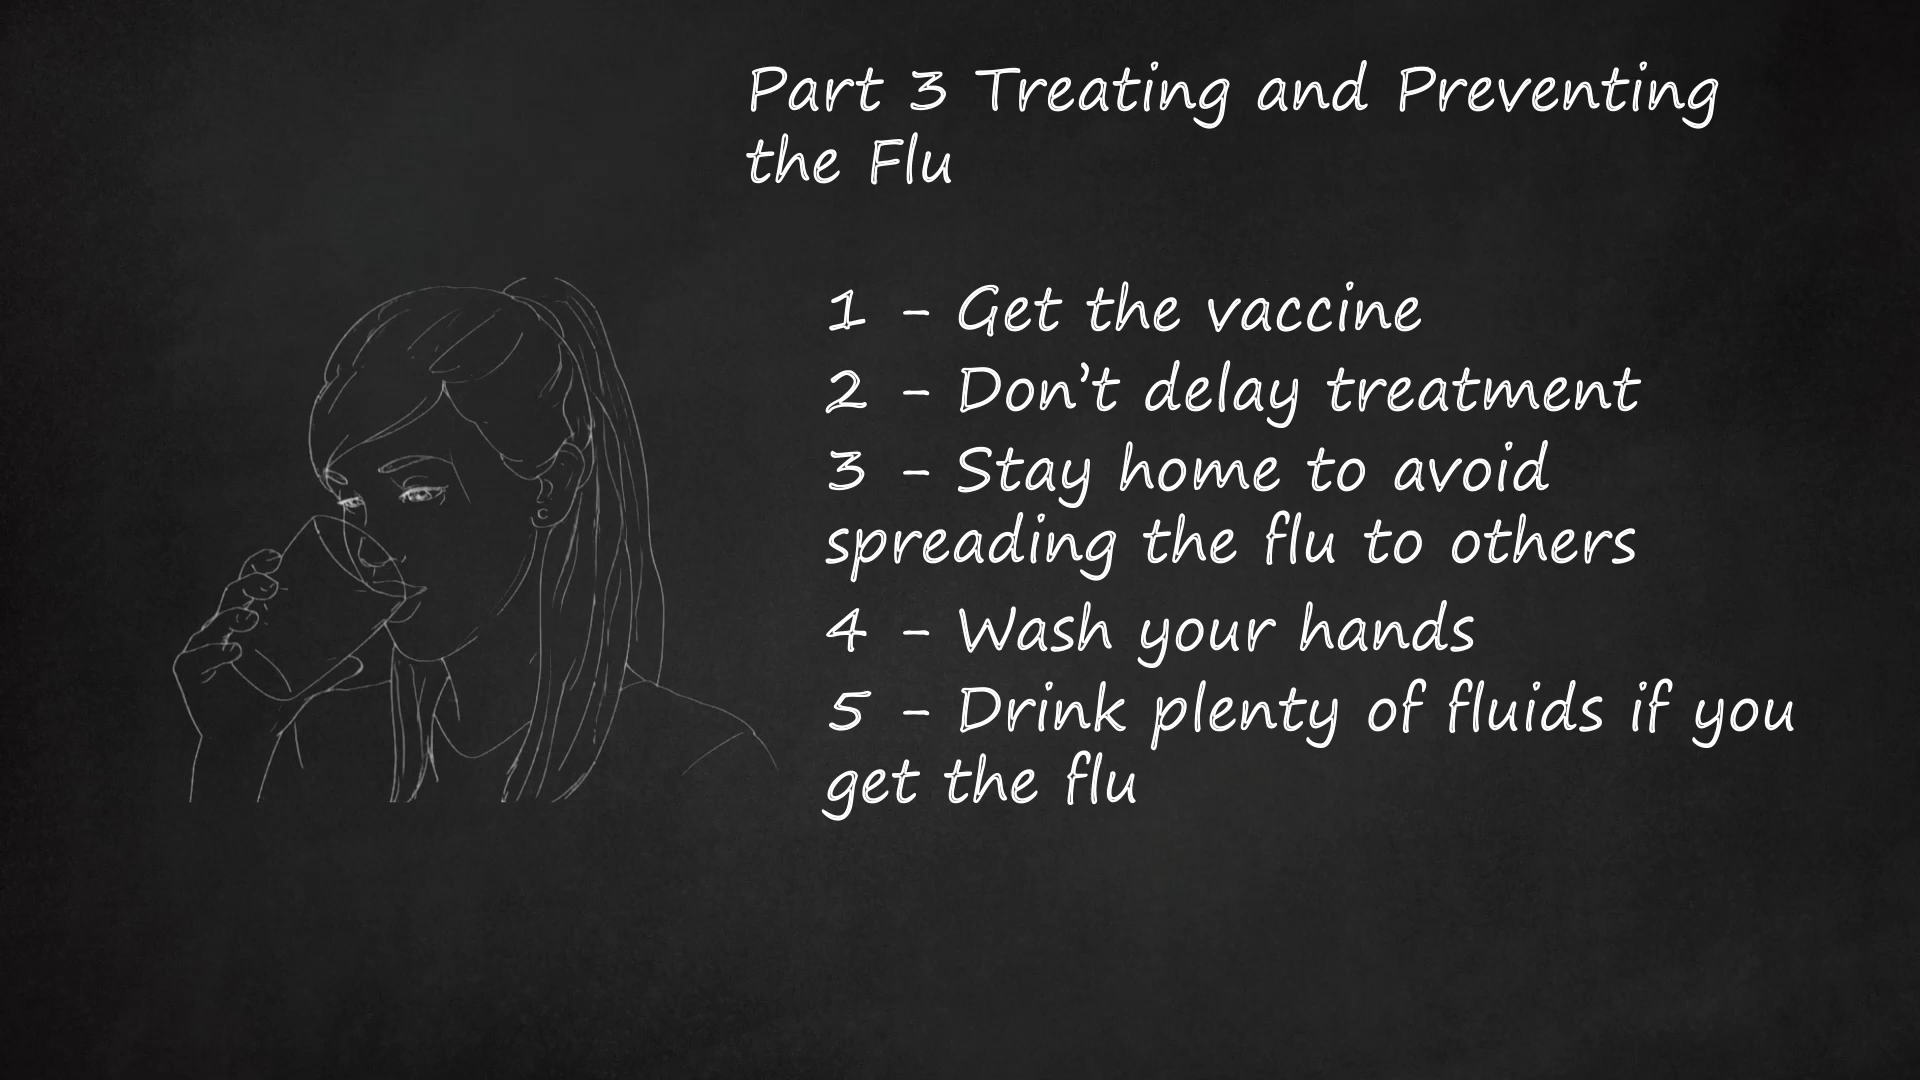 Part 3 Treating and Preventing
the Flu
1 - Get the vaccine
2 - Don’t delay treatment
3 - Stay home to avoid
spreading the flu to others
4 - Wash your hands
5 - Drink plenty of fluids if you
get the flu